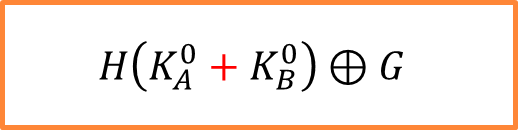 H(K_A^0 + K_B^0) ⊕ G